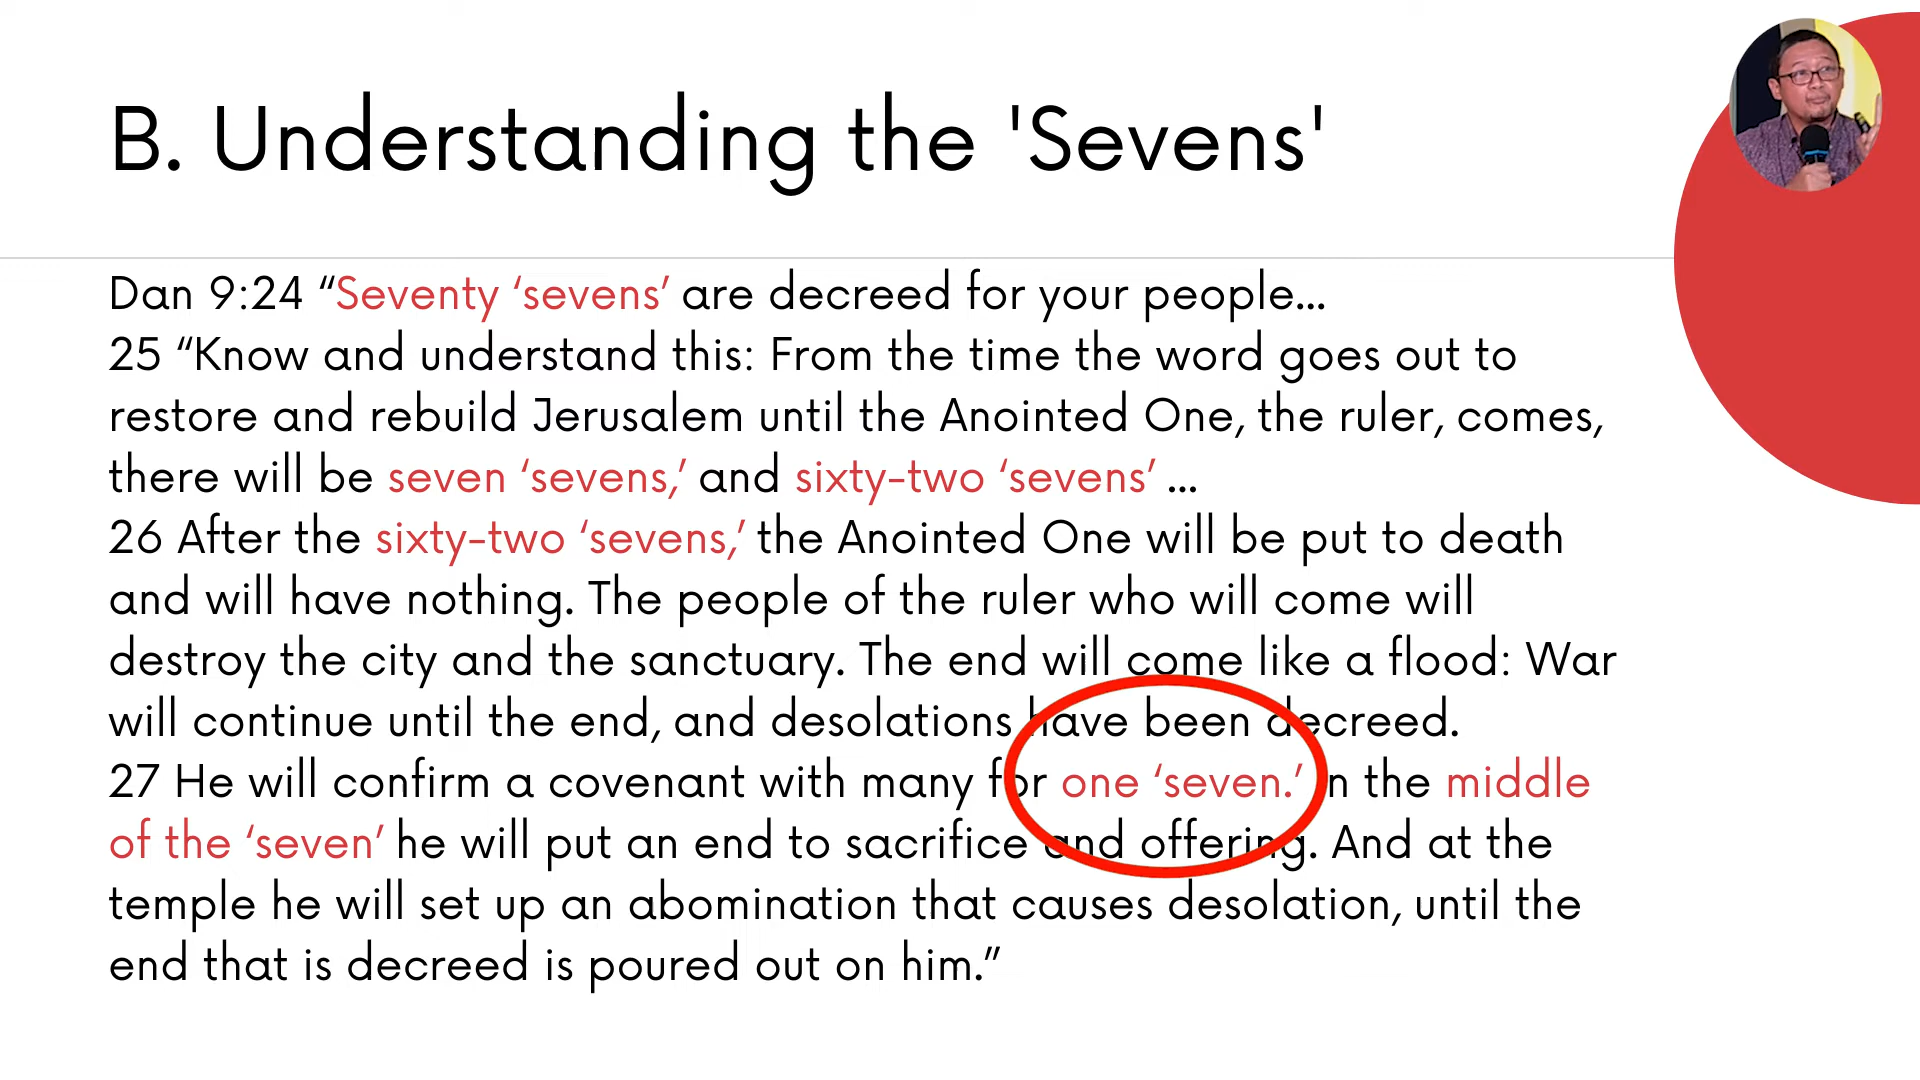 B. Understanding the 'Sevens'
Dan 9:24 “Seventy ‘sevens’ are decreed for your people...
25 “Know and understand this: From the time the word goes out to
restore and rebuild Jerusalem until the Anointed One, the ruler, comes,
there will be seven ‘sevens,’ and sixty-two ‘sevens’ ...
26 After the sixty-two ‘sevens,’ the Anointed One will be put to death
and will have nothing. The people of the ruler who will come will
destroy the city and the sanctuary. The end will come like a flood: War
will continue until the end, and desolations have been decreed.
27 He will confirm a covenant with many for one ‘seven.’ In the middle
of the ‘seven’ he will put an end to sacrifice and offering. And at the
temple he will set up an abomination that causes desolation, until the
end that is decreed is poured out on him.”